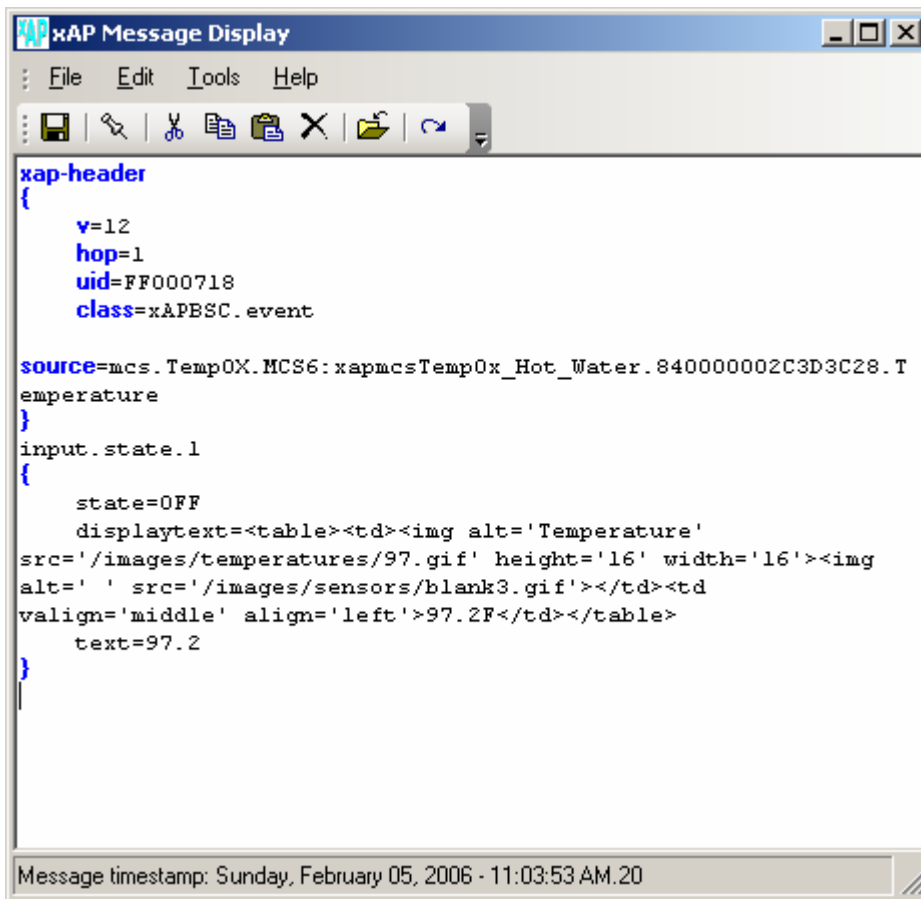 xAP xAP Message Display
File Edit Tools Help
xap-header
{
v=12
hop=1
uid=FF000718
class=xAPBSC.event
source=mcs.Temp0X.MCS6:xapmcsTemp0x_Hot_Water.840000002C3D3C28.T
emperature
}
input.state.1
{
state=OFF
displaytext=<table><td><img alt='Temperature'
src='/images/temperatures/97.gif' height='16' width='16'><img
alt=' ' src='/images/sensors/blank3.gif'></td><td
valign='middle' align='left'>97.2F</td></table>
text=97.2
}
Message timestamp: Sunday, February 05, 2006 - 11:03:53 AM.20